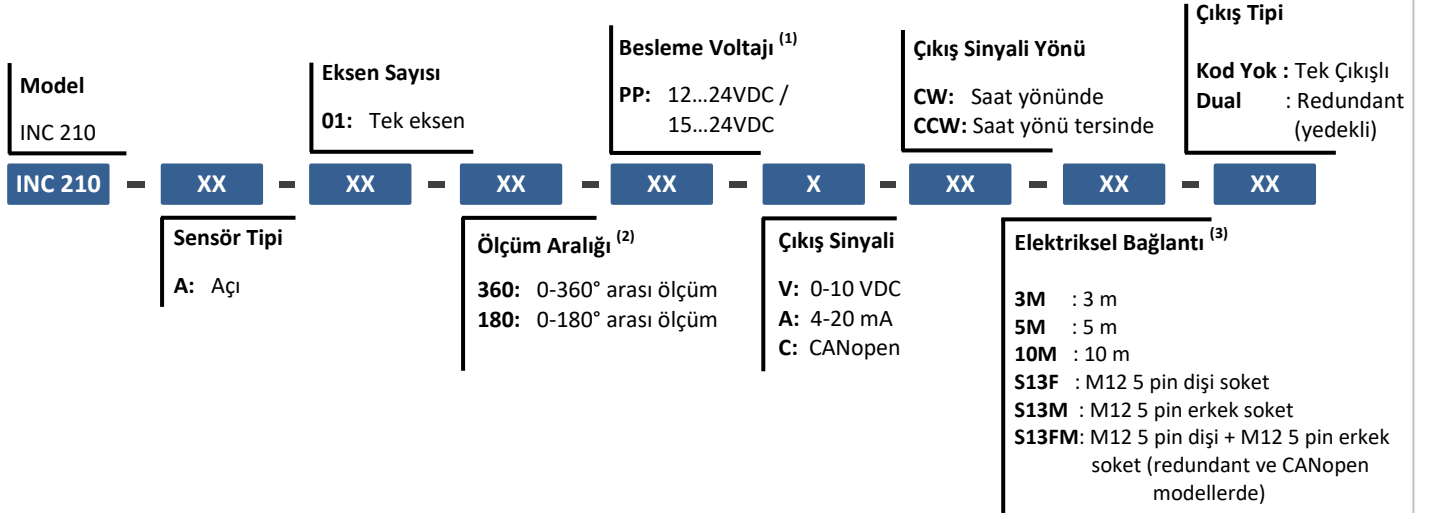 Model
INC 210
Eksen Sayısı
01: Tek eksen
Besleme Voltajı (1)
PP: 12...24VDC /
15...24VDC
Çıkış Sinyali Yönü
CW: Saat yönünde
CCW: Saat yönü tersinde
Çıkış Tipi
Kod Yok : Tek Çıkışlı
Dual : Redundant
(yedekli)
INC 210 – XX – XX – XX – XX – X – XX – XX – XX
Sensör Tipi
A: Açı
Ölçüm Aralığı (2)
360: 0-360° arası ölçüm
180: 0-180° arası ölçüm
Çıkış Sinyali
V: 0-10 VDC
A: 4-20 mA
C: CANopen
Elektriksel Bağlantı (3)
3M : 3 m
5M : 5 m
10M : 10 m
S13F : M12 5 pin dişi soket
S13M : M12 5 pin erkek soket
S13FM: M12 5 pin dişi + M12 5 pin erkek
soket (redundant ve CANopen
modellerde)